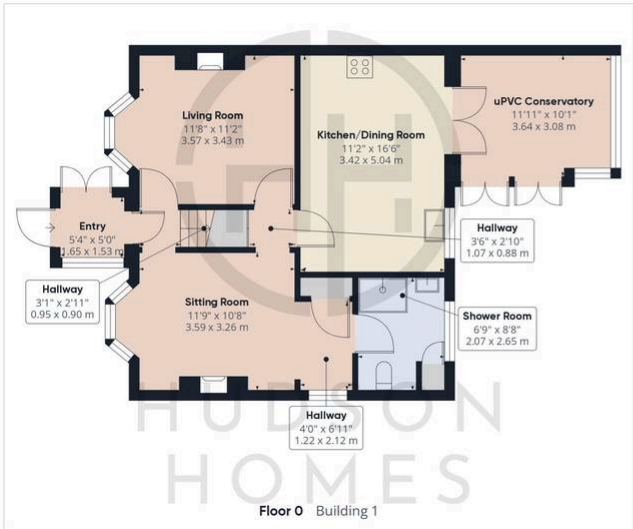 Living Room
11'8" x 11'2"
3.57 x 3.43 m
Kitchen/Dining Room
11'2" x 16'6"
3.42 x 5.04 m
uPVC Conservatory
11'11" x 10'1"
3.64 x 3.08 m
Entry
5'4" x 5'0"
1.65 x 1.53 m
Hallway
3'6" x 2'10"
1.07 x 0.88 m
Hallway
3'1" x 2'11"
0.95 x 0.90 m
Sitting Room
11'9" x 10'8"
3.59 x 3.26 m
Shower Room
6'9" x 8'8"
2.07 x 2.65 m
Hallway
4'0" x 6'11"
1.22 x 2.12 m
HUDSON
HOMES
Floor 0 Building 1